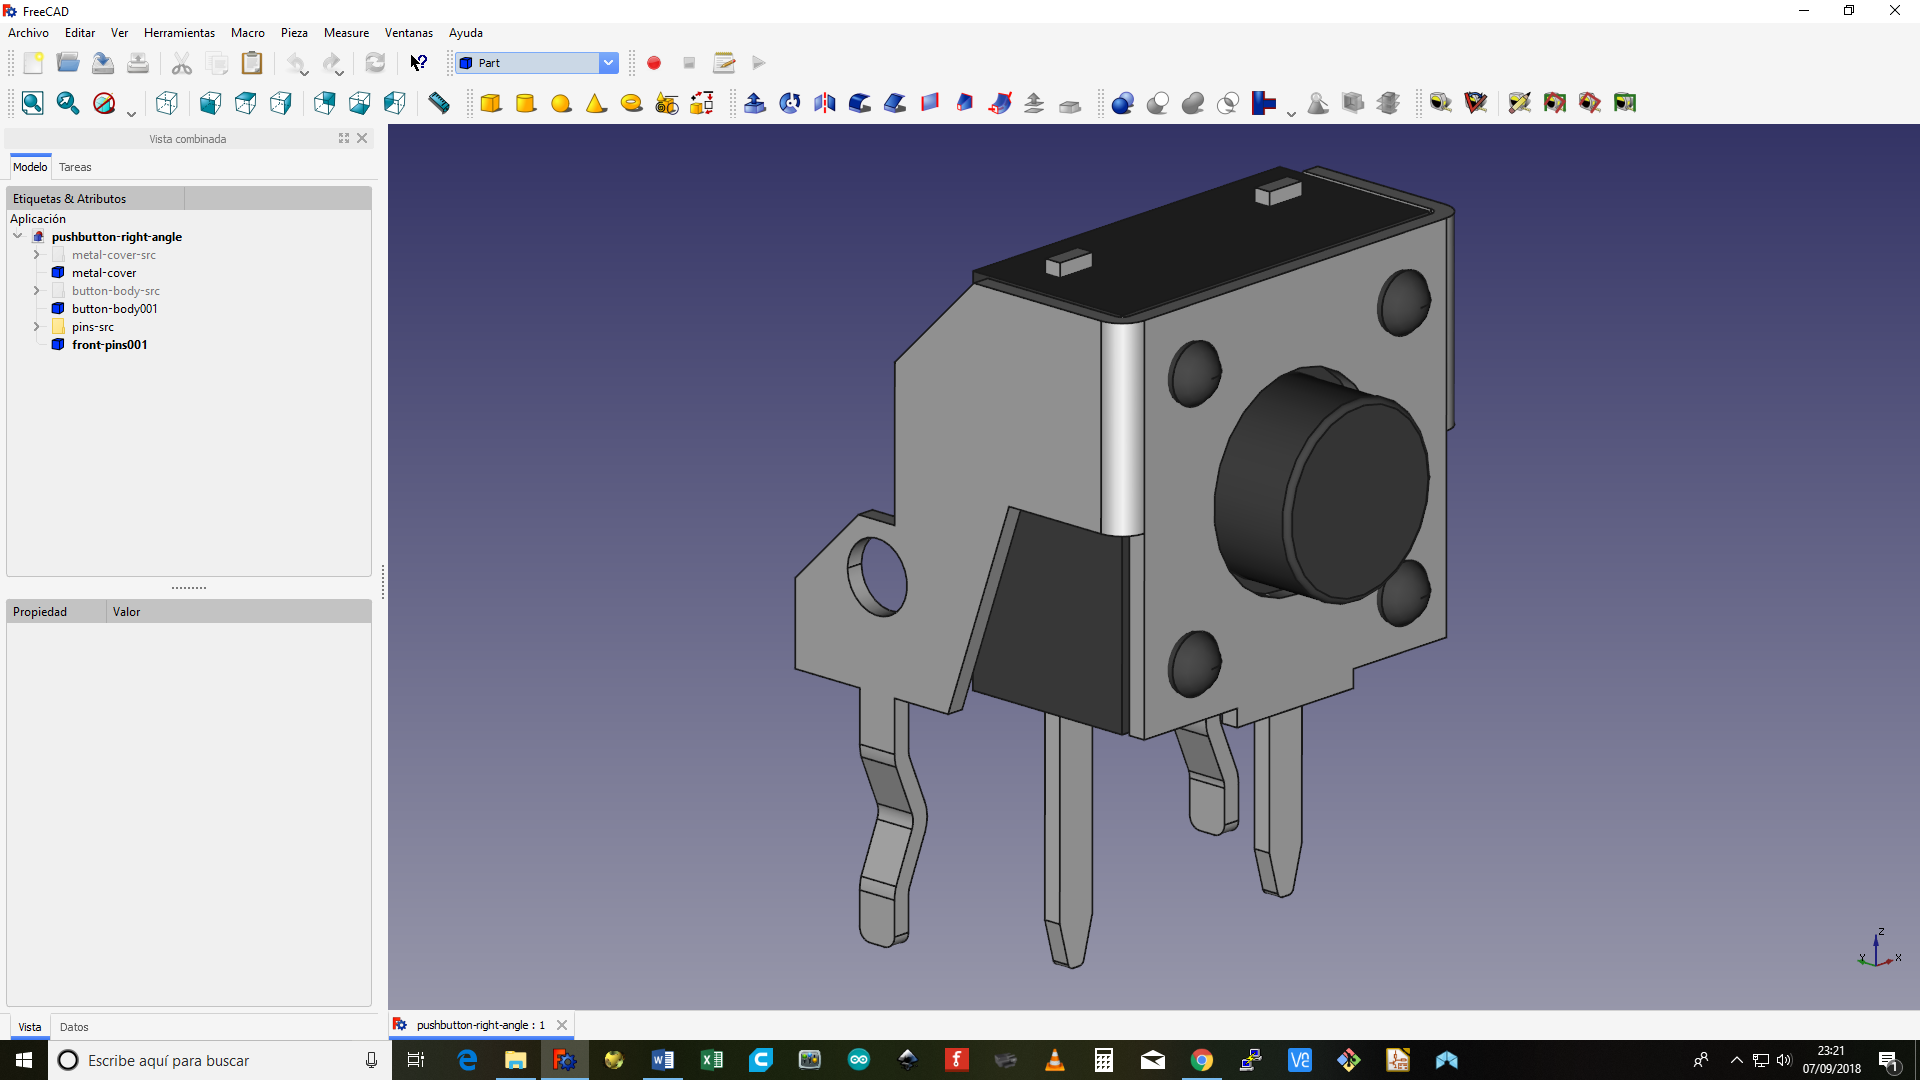 FreeCAD
Archivo Editar Ver Herramientas Macro Pieza Measure Ventanas Ayuda
Part
Vista combinada
Modelo Tareas
Etiquetas & Atributos
Aplicación
pushbutton-right-angle
metal-cover-src
metal-cover
button-body-src
button-body001
pins-src
front-pins001
Propiedad Valor
Z
Y X
Vista Datos
pushbutton-right-angle : 1
Escribe aquí para buscar
23:21
07/09/2018
1